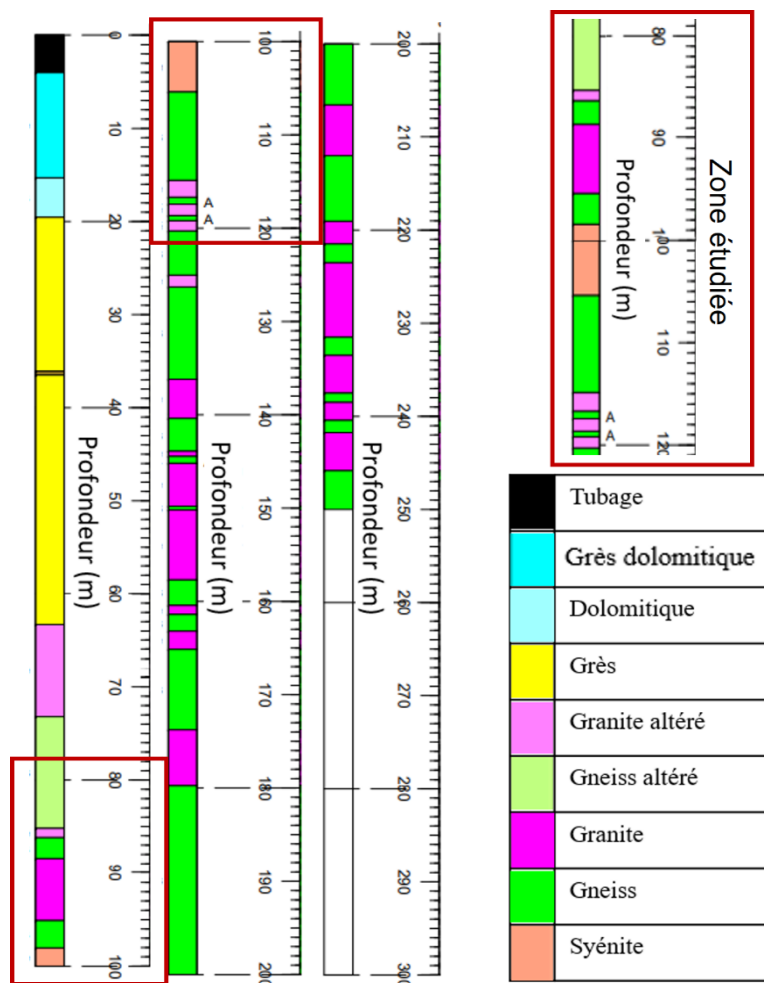 0
10
20
30
40
50
60
70
80
90
100
Profondeur (m)
100
110
120
130
140
150
160
170
180
190
200
A
A
Profondeur (m)
200
210
220
230
240
250
260
270
280
290
300
Profondeur (m)
80
90
100
110
120
A
A
Profondeur (m)
Zone étudiée
Tubage
Grès dolomitique
Dolomitique
Grès
Granite altéré
Gneiss altéré
Granite
Gneiss
Syénite